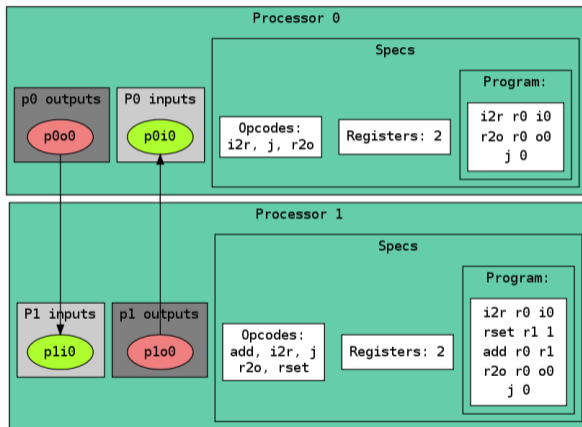 Processor 0
Specs
p0 outputs
P0 inputs
Program:
p0o0
p0i0
Opcodes:
i2r, j, r2o
Registers: 2
i2r r0 i0
r2o r0 o0
j 0
Processor 1
Specs
P1 inputs
p1 outputs
Program:
p1i0
p1o0
Opcodes:
add, i2r, j
r2o, rset
Registers: 2
i2r r0 i0
rset r1 1
add r0 r1
r2o r0 o0
j 0